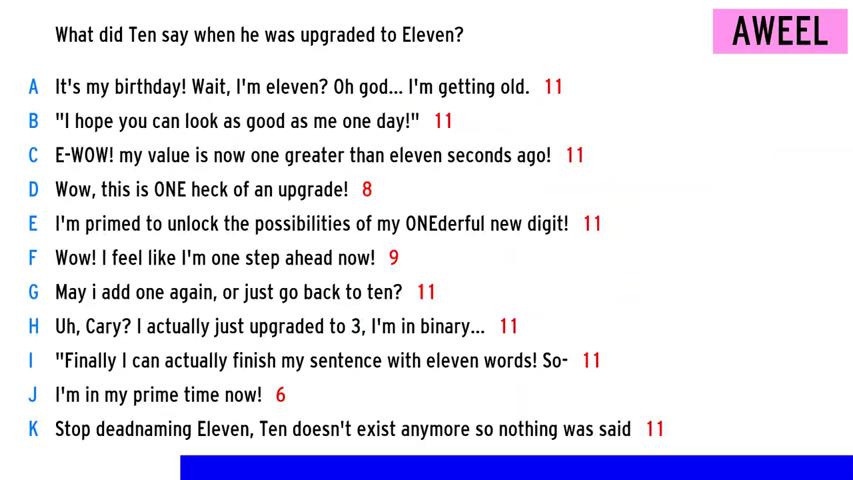 What did Ten say when he was upgraded to Eleven?
AWEEL
A It's my birthday! Wait, I'm eleven? Oh god... I'm getting old. 11
B "I hope you can look as good as me one day!" 11
C E-WOW! my value is now one greater than eleven seconds ago! 11
D Wow, this is ONE heck of an upgrade! 8
E I'm primed to unlock the possibilities of my ONEderful new digit! 11
F Wow! I feel like I'm one step ahead now! 9
G May i add one again, or just go back to ten? 11
H Uh, Cary? I actually just upgraded to 3, I'm in binary... 11
I "Finally I can actually finish my sentence with eleven words! So- 11
J I'm in my prime time now! 6
K Stop deadnaming Eleven, Ten doesn't exist anymore so nothing was said 11